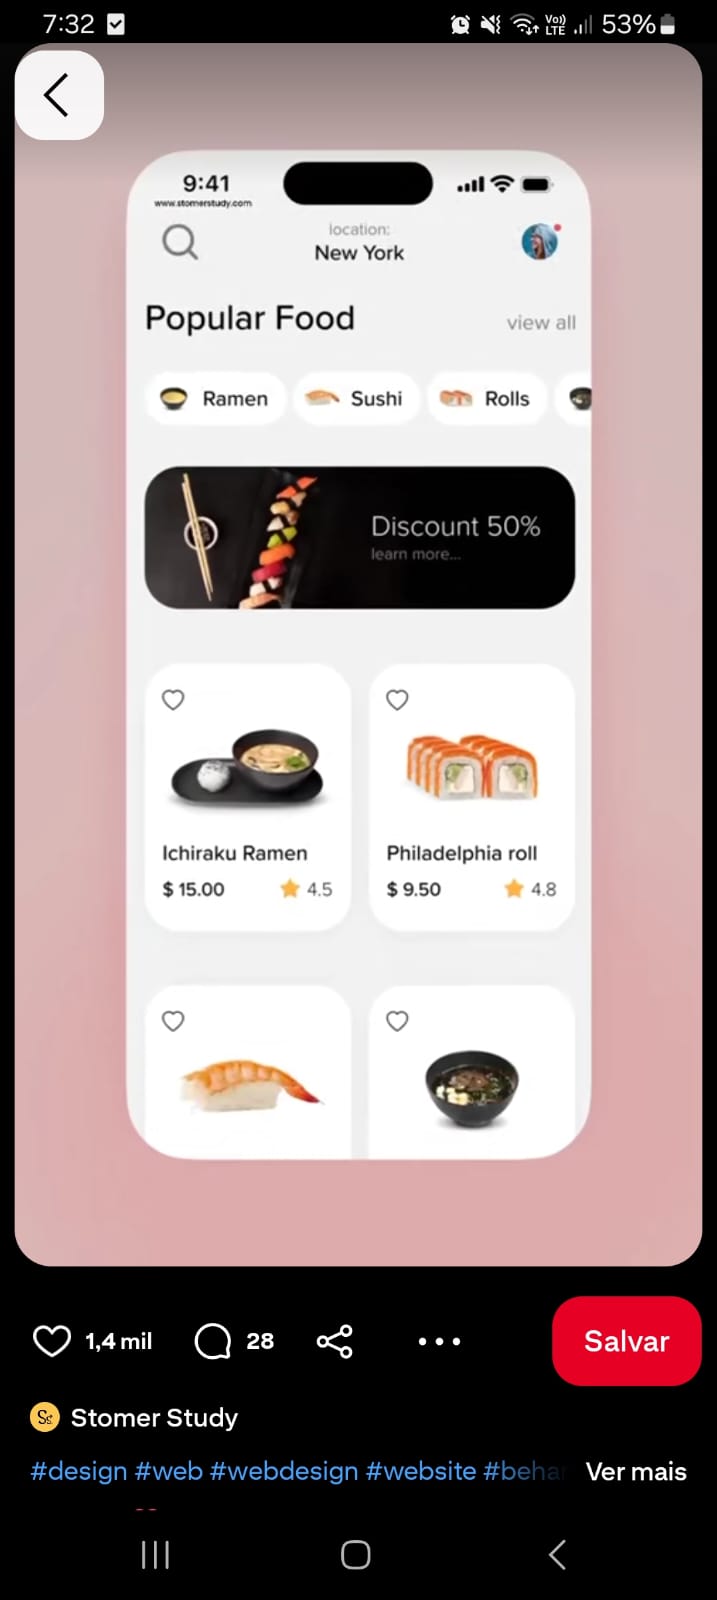 7:32
Vo))
LTE
53%
9:41
www.stomerstudy.com
location:
New York
Popular Food
view all
Ramen
Sushi
Rolls
Discount 50%
learn more...
Ichiraku Ramen
$ 15.00
4.5
Philadelphia roll
$ 9.50
4.8
1,4 mil
28
Salvar
Stomer Study
#design #web #webdesign #website #behan Ver mais